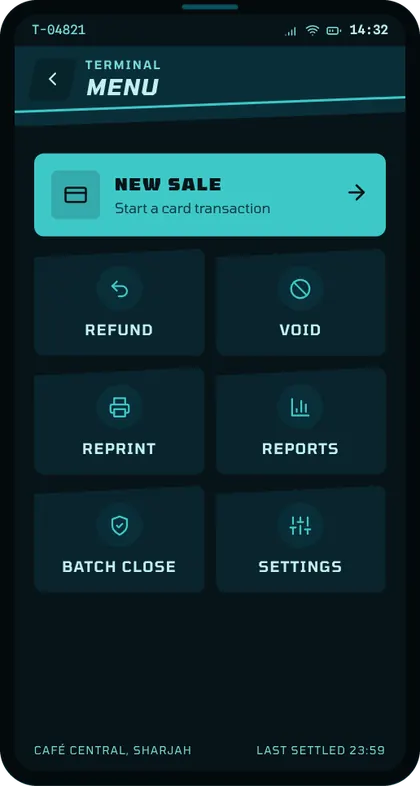 T-04821 14:32
TERMINAL
MENU
NEW SALE
Start a card transaction
REFUND
VOID
REPRINT
REPORTS
BATCH CLOSE
SETTINGS
CAFÉ CENTRAL, SHARJAH
LAST SETTLED 23:59